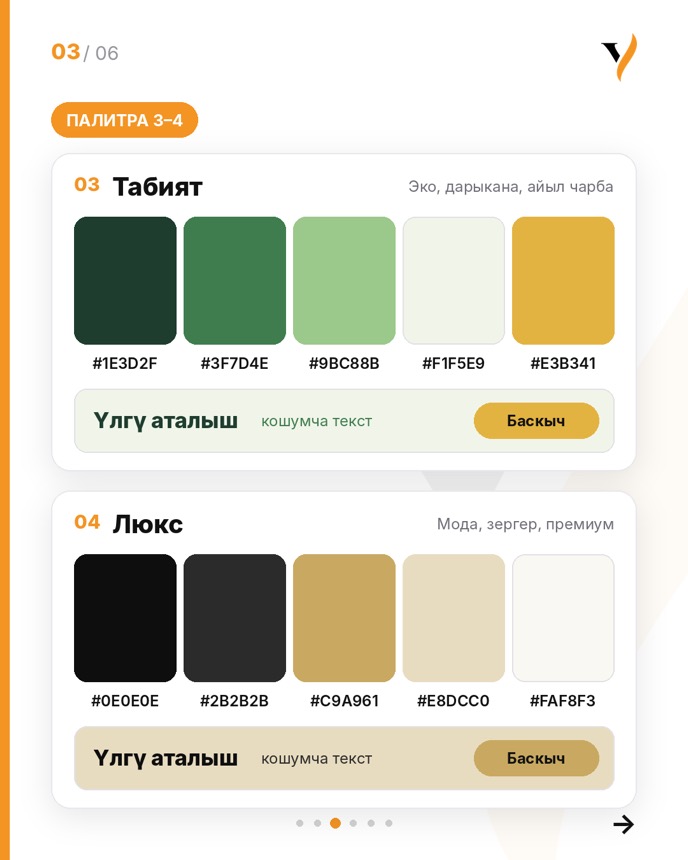 03 / 06
ПАЛИТРА 3–4
03 Табият Эко, дарыкана, айыл чарба
#1E3D2F #3F7D4E #9BC88B #F1F5E9 #E3B341
Үлгү аталыш кошумча текст Баскыч
04 Люкс Мода, зергер, премиум
#0E0E0E #2B2B2B #C9A961 #E8DCC0 #FAF8F3
Үлгү аталыш кошумча текст Баскыч